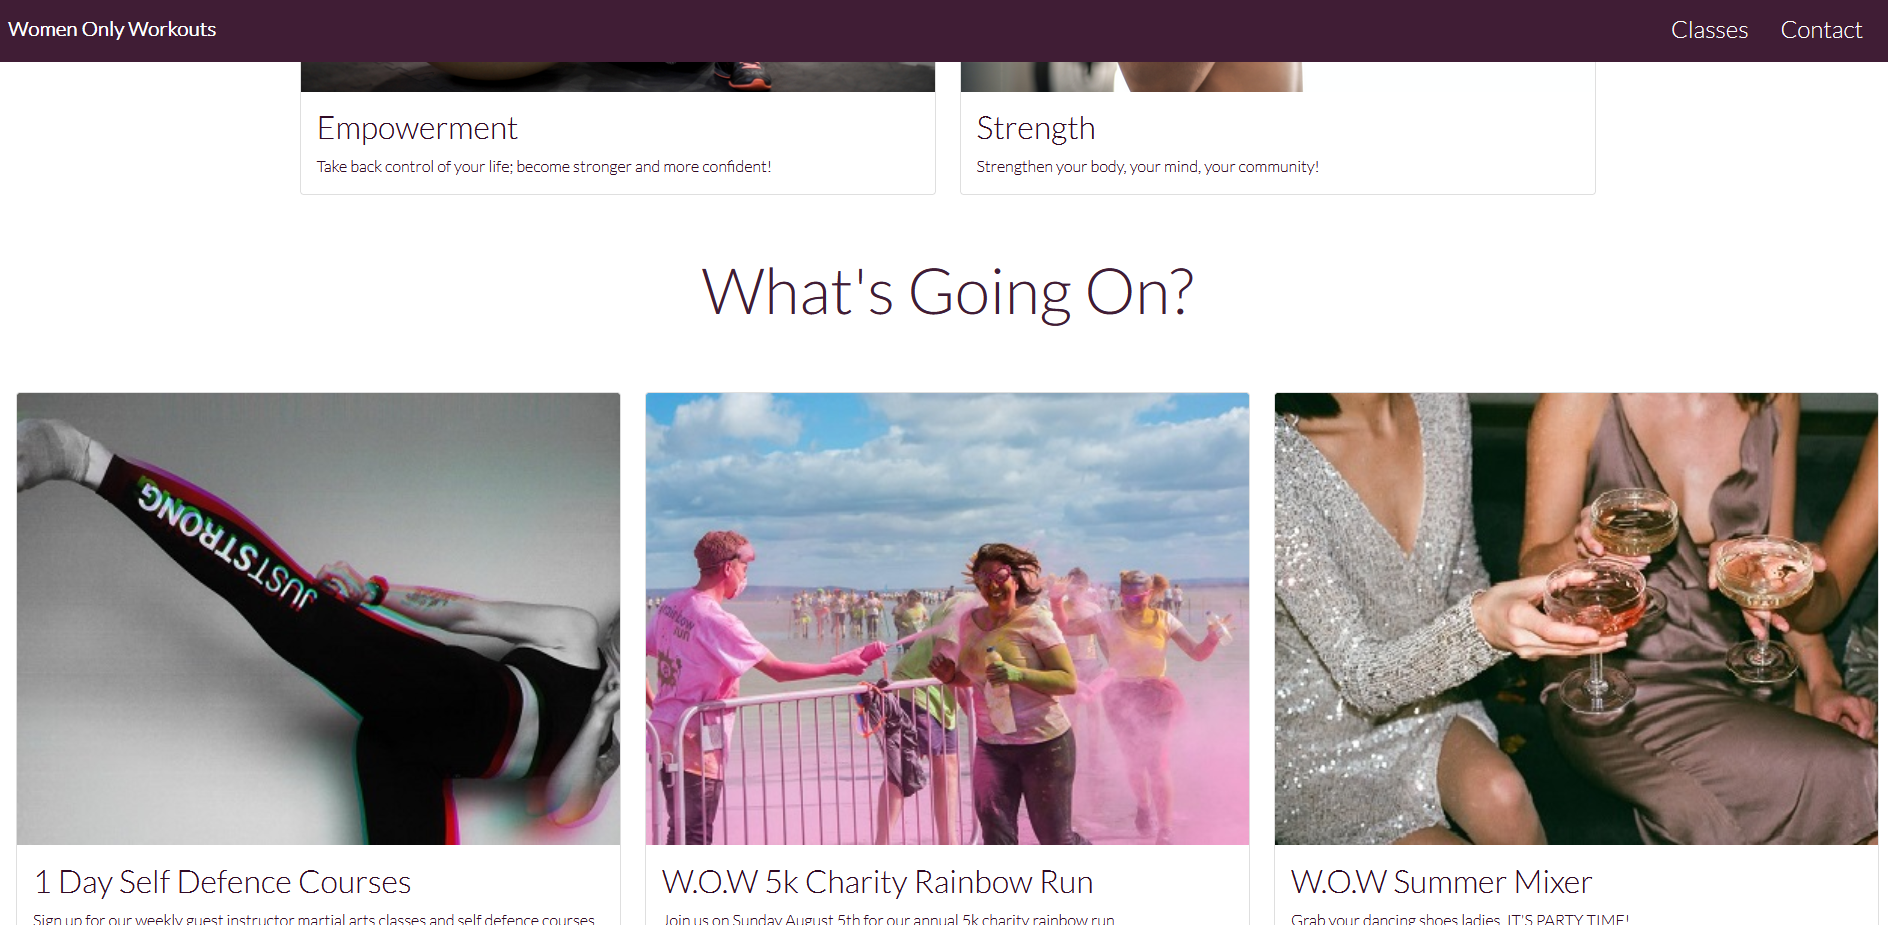 Women Only Workouts
Classes
Contact
Empowerment
Take back control of your life; become stronger and more confident!
Strength
Strengthen your body, your mind, your community!
What's Going On?
JUSTSTRONG
rainbow
run
1 Day Self Defence Courses
Sign up for our weekly guest instructor martial arts classes and self defence courses
W.O.W 5k Charity Rainbow Run
Join us on Sunday August 5th for our annual 5k charity rainbow run
W.O.W Summer Mixer
Grab your dancing shoes ladies, IT'S PARTY TIME!